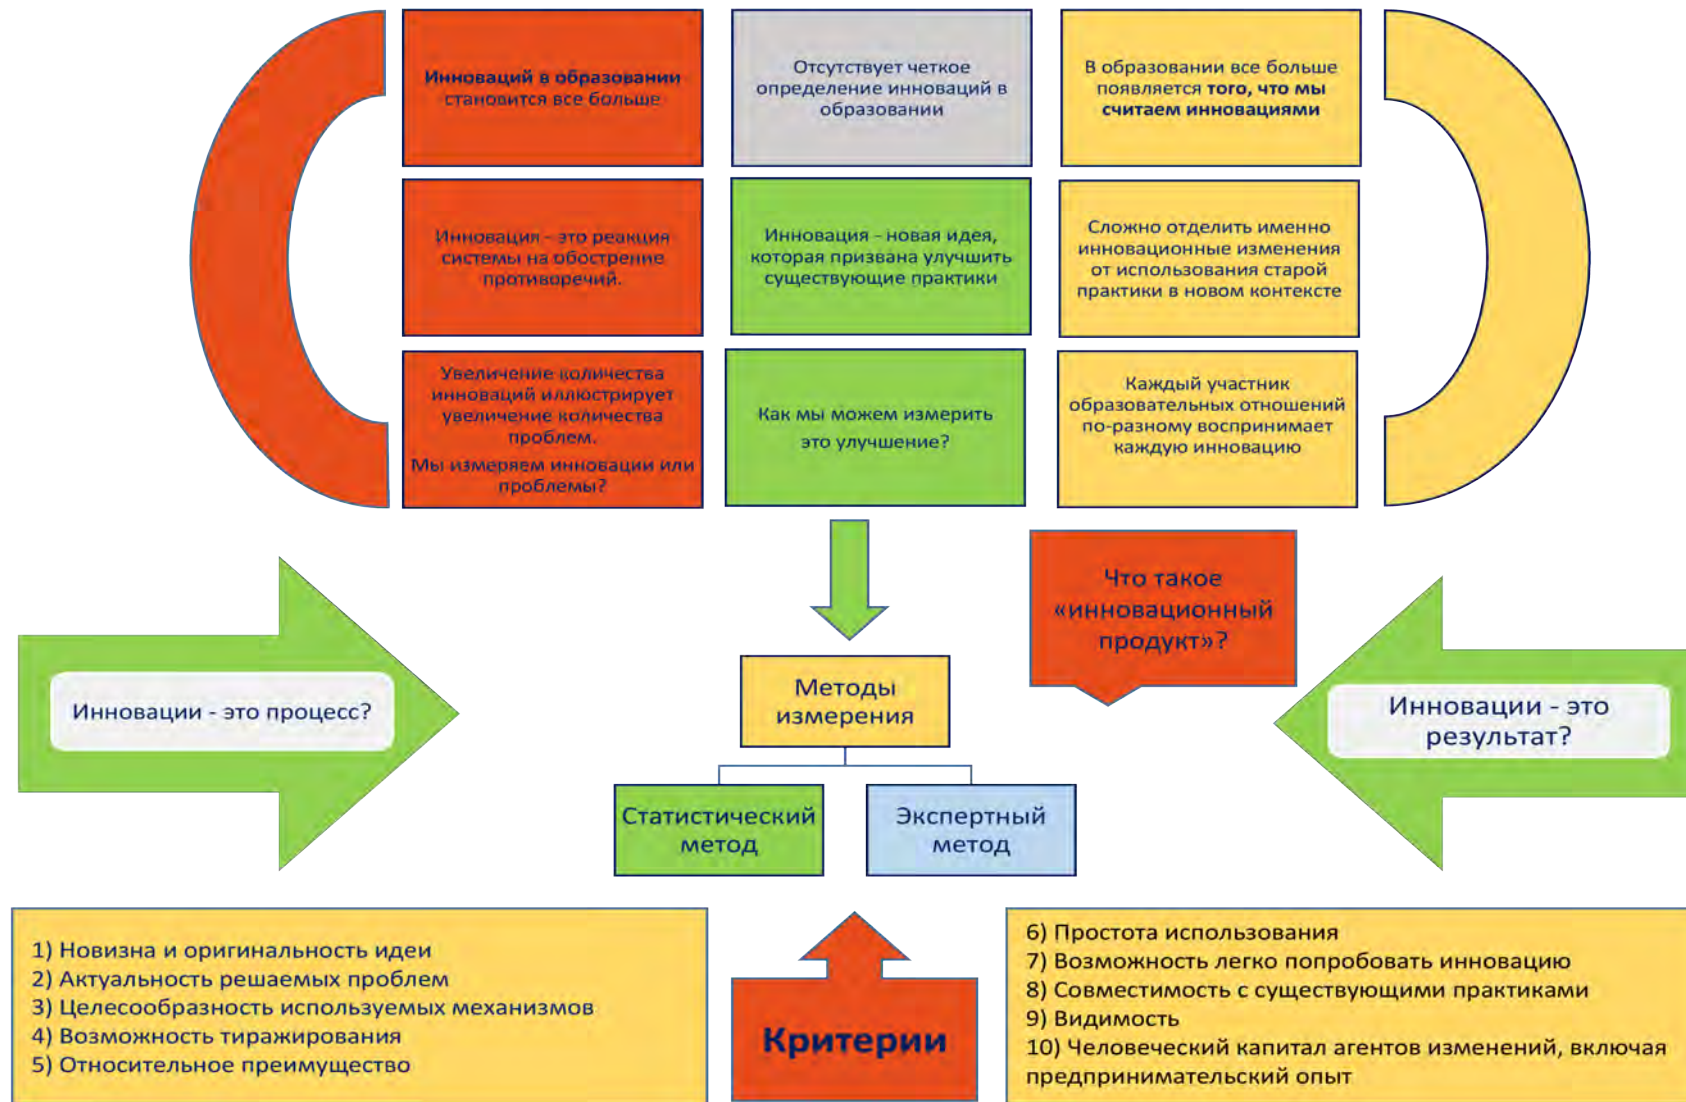 Инноваций в образовании
становится все больше
Отсутствует четкое
определение инноваций в
образовании
В образовании все больше
появляется того, что мы
считаем инновациями
Инновация - это реакция
системы на обострение
противоречий.
Инновация - новая идея,
которая призвана улучшить
существующие практики
Сложно отделить именно
инновационные изменения
от использования старой
практики в новом контексте
Увеличение количества
инноваций иллюстрирует
увеличение количества
проблем.
Мы измеряем инновации или
проблемы?
Как мы можем измерить
это улучшение?
Каждый участник
образовательных отношений
по-разному воспринимает
каждую инновацию
Что такое
«инновационный
продукт»?
Инновации - это процесс?
Методы
измерения
Инновации - это
результат?
Статистический
метод
Экспертный
метод
1) Новизна и оригинальность идеи
2) Актуальность решаемых проблем
3) Целесообразность используемых механизмов
4) Возможность тиражирования
5) Относительное преимущество
Критерии
6) Простота использования
7) Возможность легко попробовать инновацию
8) Совместимость с существующими практиками
9) Видимость
10) Человеческий капитал агентов изменений, включая
предпринимательский опыт